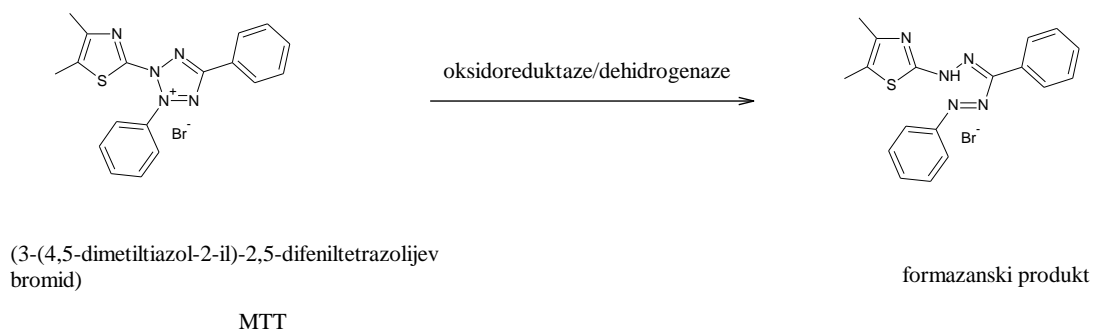 N
S
N
N
N
N
+
Br-
oksidoreduktaze/dehidrogenaze
N
S
NH
N
N
N
Br-
(3-(4,5-dimetiltiazol-2-il)-2,5-difeniltetrazolijev
bromid)
MTT
formazanski produkt